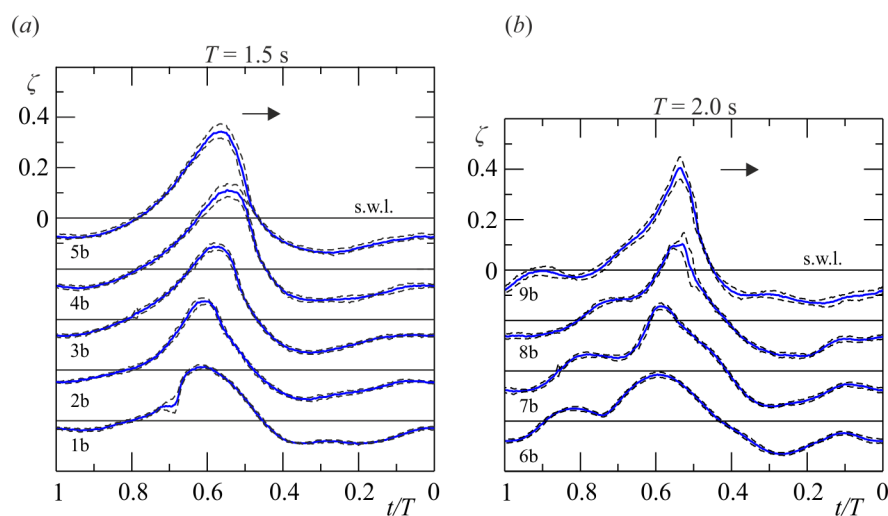 (a)
T = 1.5 s
ζ
0.4
0.2
0
s.w.l.
5b
4b
3b
2b
1b
1 0.8 0.6 0.4 0.2 0
t/T
(b)
T = 2.0 s
ζ
0.4
0.2
0
s.w.l.
9b
8b
7b
6b
1 0.8 0.6 0.4 0.2 0
t/T